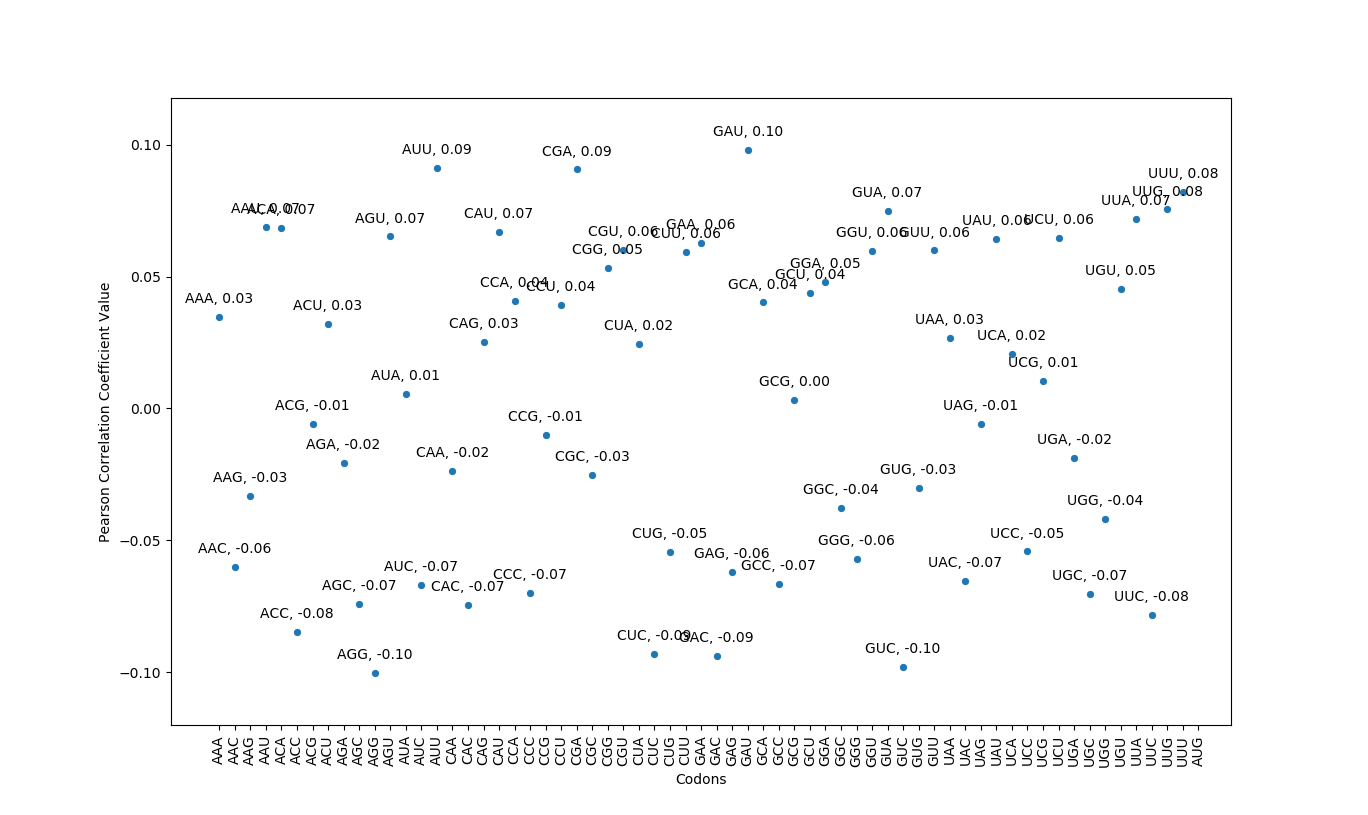 GAU, 0.10
0.10
AUU, 0.09
CGA, 0.09
UUU, 0.08
UUG, 0.08
GUA, 0.07
UUA, 0.07
AAU, 0.07
ACA, 0.07
AGU, 0.07
CAU, 0.07
CGU, 0.06
CUU, 0.06
GAA, 0.06
GGU, 0.06
GUU, 0.06
UAU, 0.06
UCU, 0.06
CGG, 0.05
0.05
GGA, 0.05
GCU, 0.04
UGU, 0.05
CCA, 0.04
CCU, 0.04
GCA, 0.04
AAA, 0.03
ACU, 0.03
CAG, 0.03
CUA, 0.02
UAA, 0.03
UCA, 0.02
UCG, 0.01
AUA, 0.01
GCG, 0.00
0.00
ACG, -0.01
CCG, -0.01
UAG, -0.01
AGA, -0.02
CAA, -0.02
CGC, -0.03
UGA, -0.02
AAG, -0.03
GUG, -0.03
GGC, -0.04
UGG, -0.04
−0.05
CUG, -0.05
UCC, -0.05
GGG, -0.06
AAC, -0.06
GAG, -0.06
GCC, -0.07
UAC, -0.07
AUC, -0.07
CCC, -0.07
UGC, -0.07
AGC, -0.07
CAC, -0.07
UUC, -0.08
ACC, -0.08
CUC, -0.09
GAC, -0.09
GUC, -0.10
AGG, -0.10
−0.10
Pearson Correlation Coefficient Value
AAA
AAC
AAG
AAU
ACA
ACC
ACG
ACU
AGA
AGC
AGG
AGU
AUA
AUC
AUU
CAA
CAC
CAG
CAU
CCA
CCC
CCG
CCU
CGA
CGC
CGG
CGU
CUA
CUC
CUG
CUU
GAA
GAC
GAG
GAU
GCA
GCC
GCG
GCU
GGA
GGC
GGG
GGU
GUA
GUC
GUG
GUU
UAA
UAC
UAG
UAU
UCA
UCC
UCG
UCU
UGA
UGC
UGG
UGU
UUA
UUC
UUG
UUU
AUG
Codons